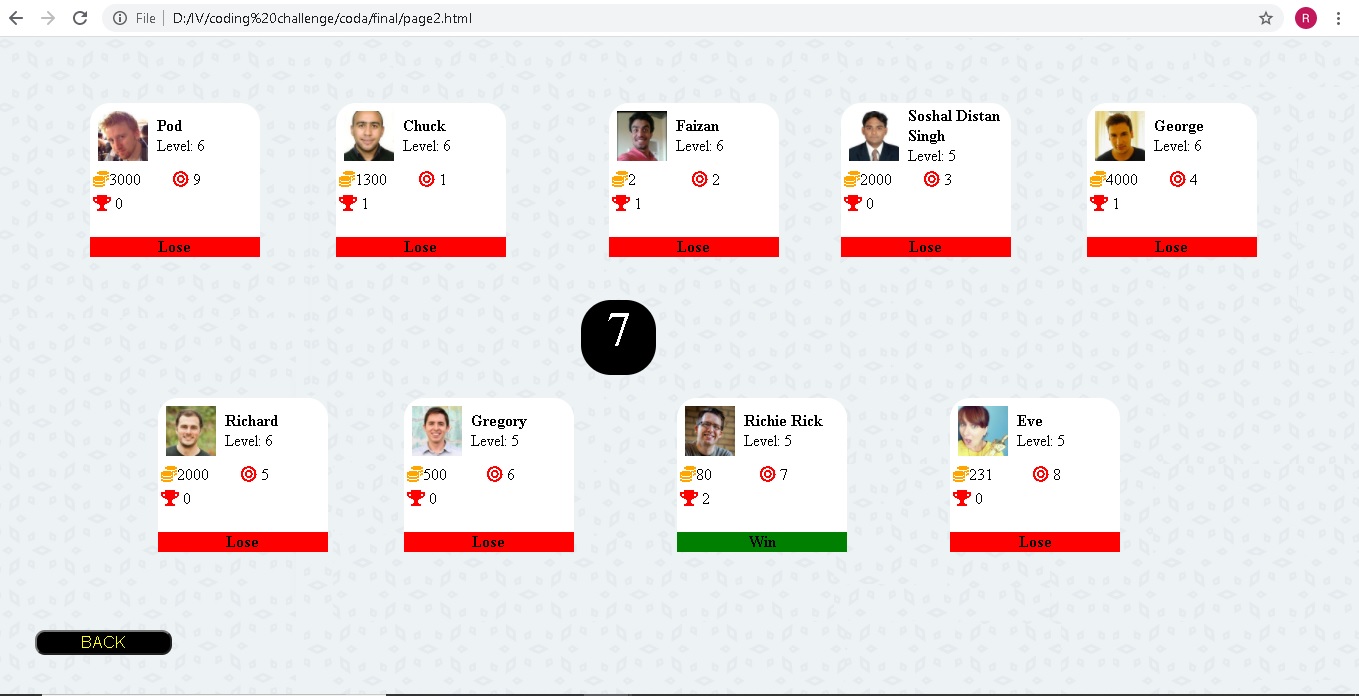 File
D:/IV/coding%20challenge/coda/final/page2.html
R
Pod
Level: 6
3000 9
0
Lose
Chuck
Level: 6
1300 1
1
Lose
Faizan
Level: 6
2 2
1
Lose
Soshal Distan
Singh
Level: 5
2000 3
0
Lose
George
Level: 6
4000 4
1
Lose
7
Richard
Level: 6
2000 5
0
Lose
Gregory
Level: 5
500 6
0
Lose
Richie Rick
Level: 5
80 7
2
Win
Eve
Level: 5
231 8
0
Lose
BACK